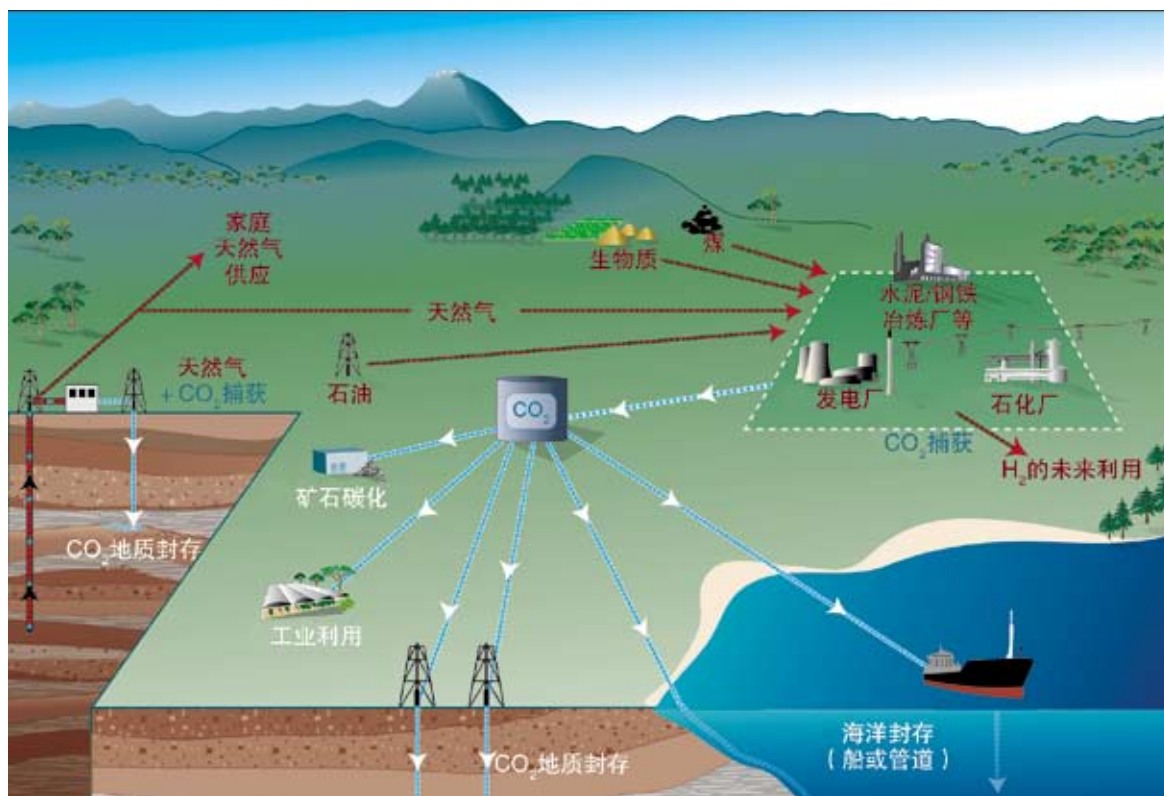 家庭
天然气
供应
生物质
煤
水泥/钢铁
冶炼厂等
天然气
天然气
+CO₂捕获
石油
发电厂
石化厂
CO₂
CO₂捕获
H₂的未来利用
矿石碳化
CO₂地质封存
工业利用
海洋封存
（船或管道）
CO₂地质封存